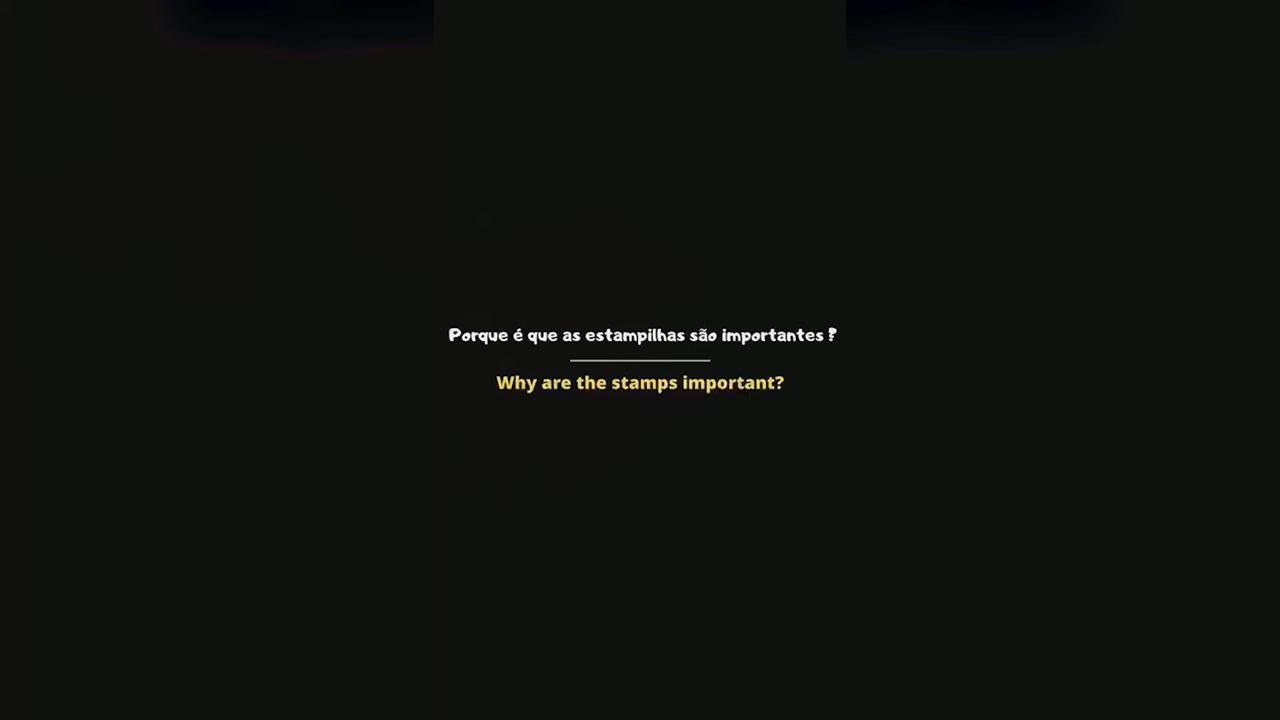 Porque é que as estampilhas são importantes ?
Why are the stamps important?